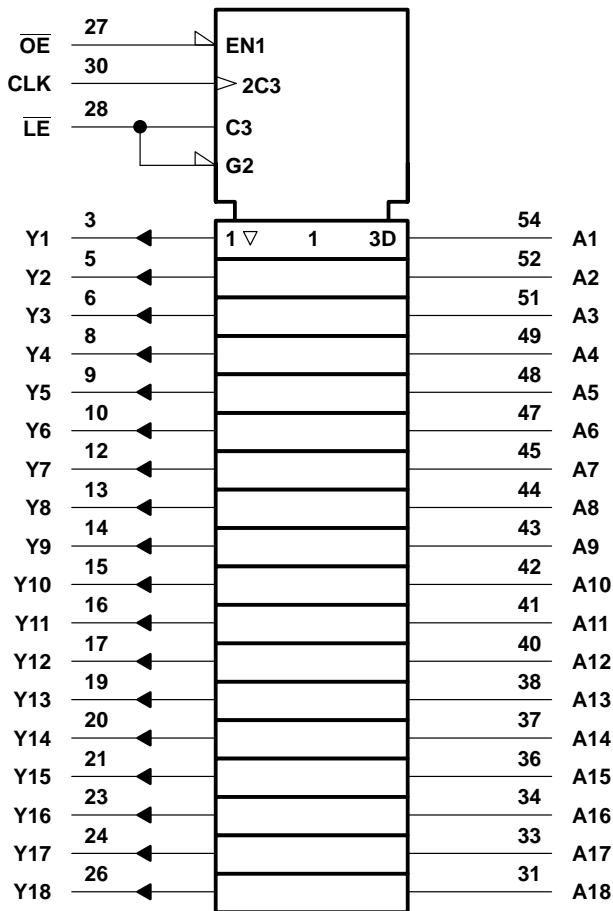 27
OE EN1
30
CLK 2C3
28
LE C3
G2
3 54
Y1 1 ▽ 1 3D A1
5 52
Y2 A2
6 51
Y3 A3
8 49
Y4 A4
9 48
Y5 A5
10 47
Y6 A6
12 45
Y7 A7
13 44
Y8 A8
14 43
Y9 A9
15 42
Y10 A10
16 41
Y11 A11
17 40
Y12 A12
19 38
Y13 A13
20 37
Y14 A14
21 36
Y15 A15
23 34
Y16 A16
24 33
Y17 A17
26 31
Y18 A18